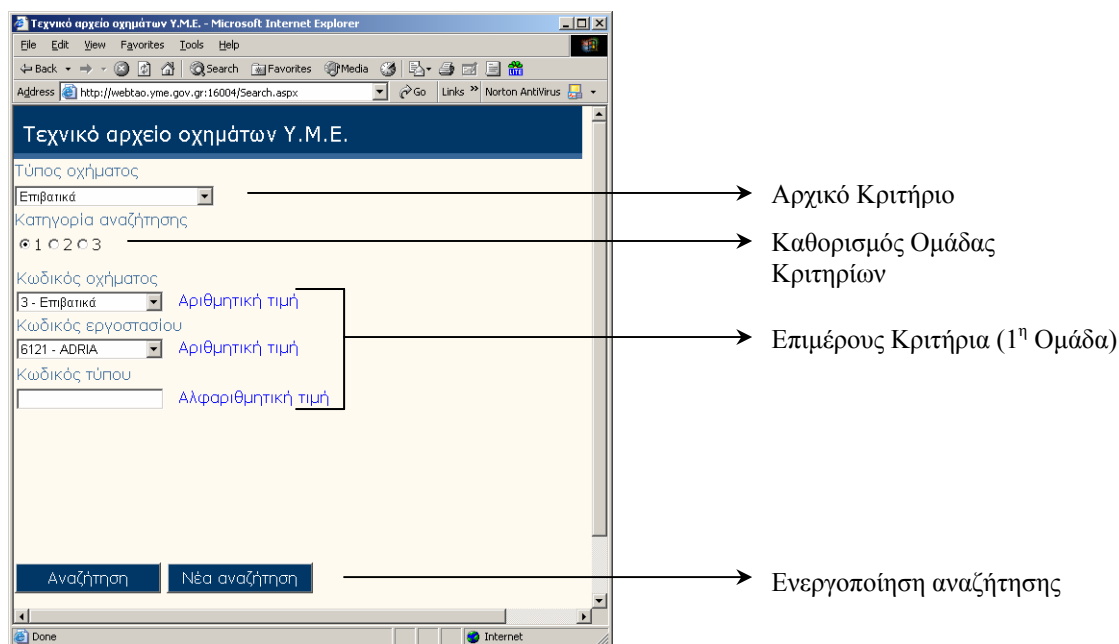 Τεχνικό αρχείο οχημάτων Υ.Μ.Ε. - Microsoft Internet Explorer
File Edit View Favorites Tools Help
Back Search Favorites Media
Address http://webtao.yme.gov.gr:16004/Search.aspx Go Links » Norton AntiVirus
Τεχνικό αρχείο οχημάτων Υ.Μ.Ε.
Τύπος οχήματος
Επιβατικά
Αρχικό Κριτήριο
Κατηγορία αναζήτησης
1 2 3
Καθορισμός Ομάδας
Κριτηρίων
Κωδικός οχήματος
3 - Επιβατικά Αριθμητική τιμή
Κωδικός εργοστασίου
6121 - ADRIA Αριθμητική τιμή
Επιμέρους Κριτήρια (1η Ομάδα)
Κωδικός τύπου
Αλφαριθμητική τιμή
Αναζήτηση Νέα αναζήτηση
Ενεργοποίηση αναζήτησης
Done Internet